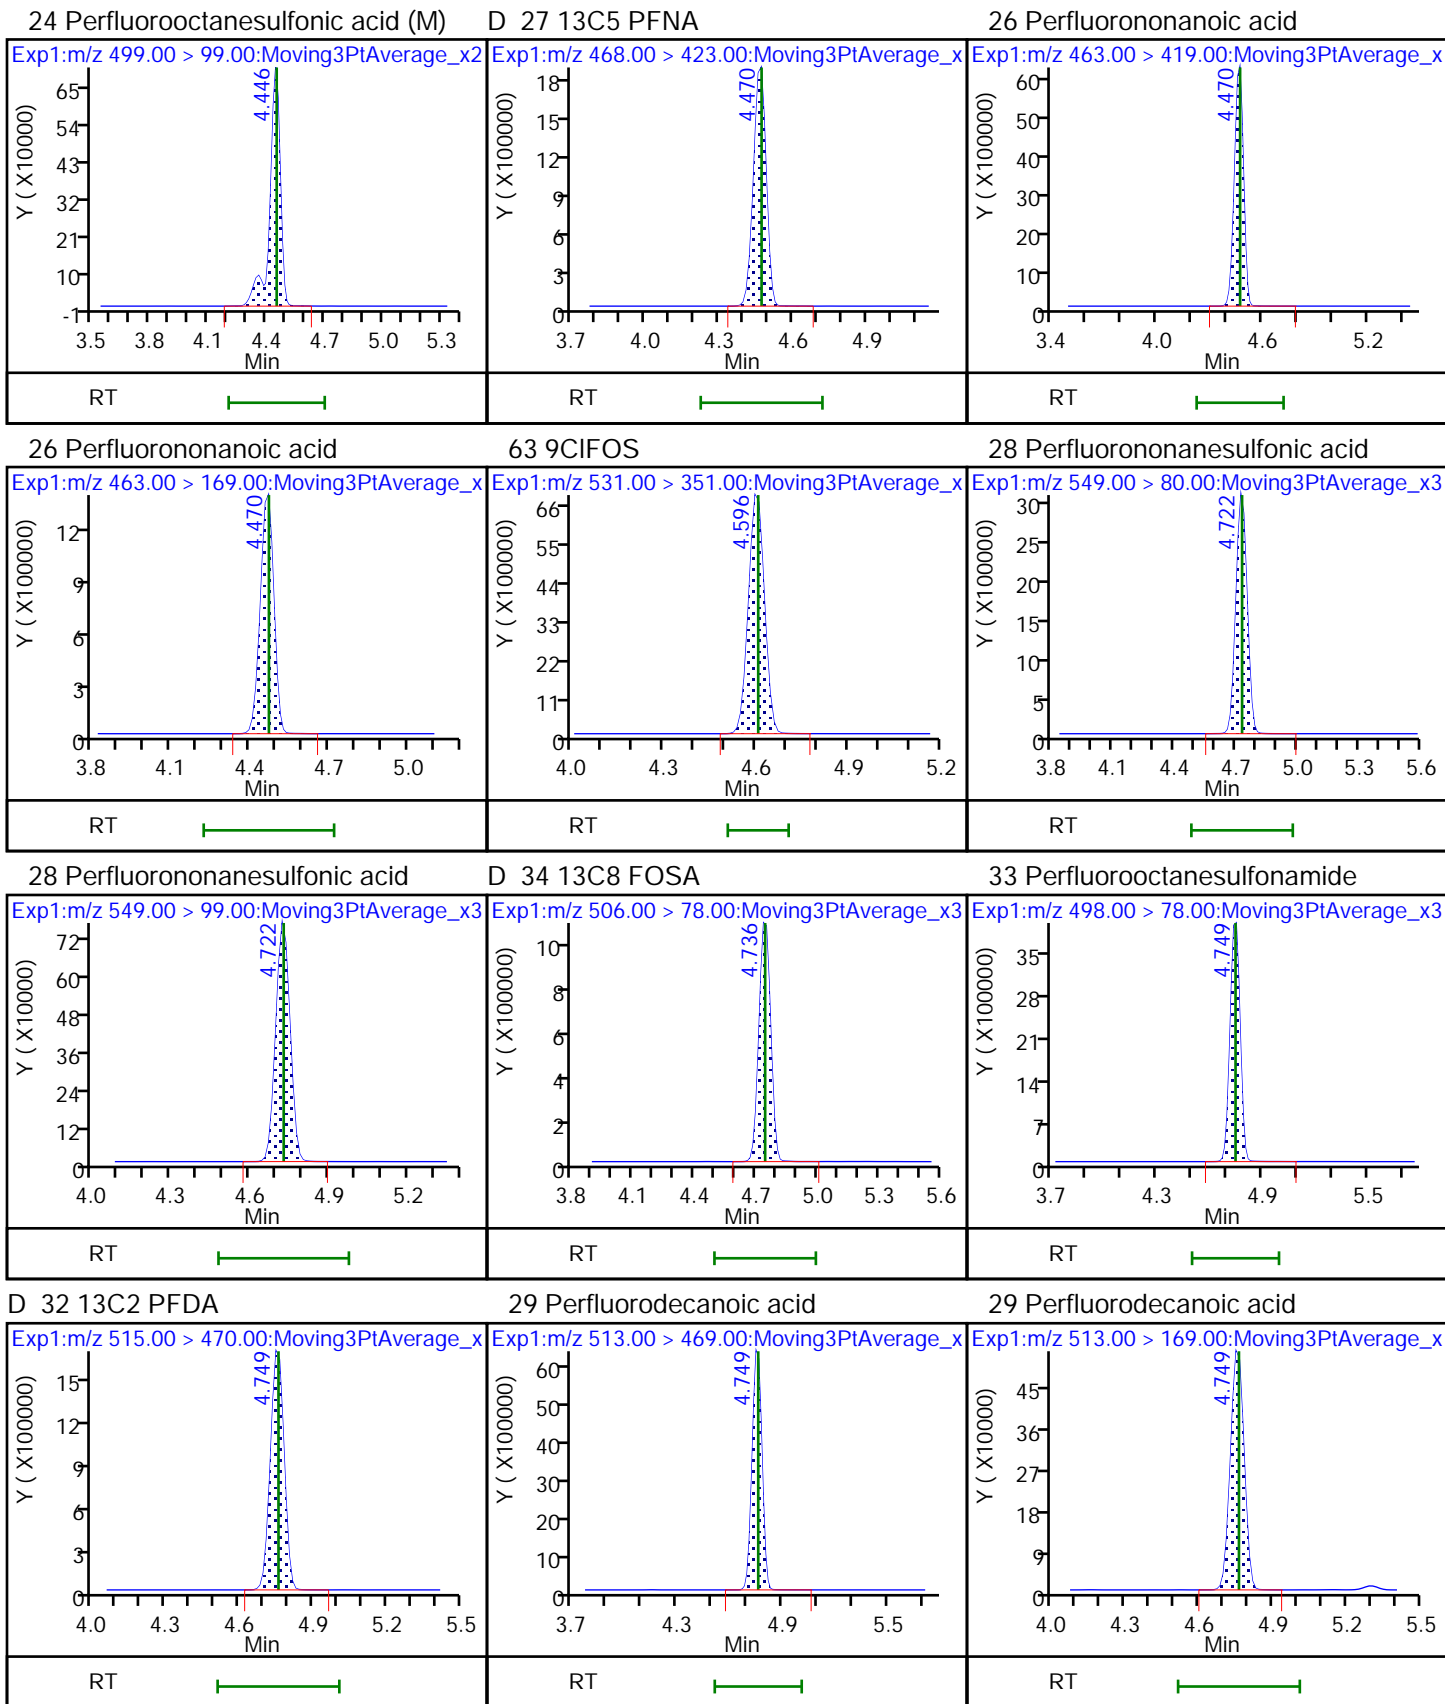 24 Perfluorooctanesulfonic acid (M)
Exp1:m/z 499.00 > 99.00:Moving3PtAverage_x2
4.446
Y ( X100000)
65
54
43
32
21
10
-1
3.5 3.8 4.1 4.4 4.7 5.0 5.3
Min
RT
D 27 13C5 PFNA
Exp1:m/z 468.00 > 423.00:Moving3PtAverage_x
4.470
Y ( X100000)
18
15
12
9
6
3
0
3.7 4.0 4.3 4.6 4.9
Min
RT
26 Perfluorononanoic acid
Exp1:m/z 463.00 > 419.00:Moving3PtAverage_x
4.470
Y ( X100000)
60
50
40
30
20
10
0
3.4 4.0 4.6 5.2
Min
RT
26 Perfluorononanoic acid
Exp1:m/z 463.00 > 169.00:Moving3PtAverage_x
4.470
Y ( X100000)
12
9
6
3
0
3.8 4.1 4.4 4.7 5.0
Min
RT
63 9ClFOS
Exp1:m/z 531.00 > 351.00:Moving3PtAverage_x
4.596
Y ( X100000)
66
55
44
33
22
11
0
4.0 4.3 4.6 4.9 5.2
Min
RT
28 Perfluorononanesulfonic acid
Exp1:m/z 549.00 > 80.00:Moving3PtAverage_x3
4.722
Y ( X100000)
30
25
20
15
10
5
0
3.8 4.1 4.4 4.7 5.0 5.3 5.6
Min
RT
28 Perfluorononanesulfonic acid
Exp1:m/z 549.00 > 99.00:Moving3PtAverage_x3
4.722
Y ( X100000)
72
60
48
36
24
12
0
4.0 4.3 4.6 4.9 5.2
Min
RT
D 34 13C8 FOSA
Exp1:m/z 506.00 > 78.00:Moving3PtAverage_x3
4.736
Y ( X100000)
10
8
6
4
2
0
3.8 4.1 4.4 4.7 5.0 5.3 5.6
Min
RT
33 Perfluorooctanesulfonamide
Exp1:m/z 498.00 > 78.00:Moving3PtAverage_x3
4.749
Y ( X100000)
35
28
21
14
7
0
3.7 4.3 4.9 5.5
Min
RT
D 32 13C2 PFDA
Exp1:m/z 515.00 > 470.00:Moving3PtAverage_x
4.749
Y ( X100000)
15
12
9
6
3
0
4.0 4.3 4.6 4.9 5.2 5.5
Min
RT
29 Perfluorodecanoic acid
Exp1:m/z 513.00 > 469.00:Moving3PtAverage_x
4.749
Y ( X100000)
60
50
40
30
20
10
0
3.7 4.3 4.9 5.5
Min
RT
29 Perfluorodecanoic acid
Exp1:m/z 513.00 > 169.00:Moving3PtAverage_x
4.749
Y ( X100000)
45
36
27
18
9
0
4.0 4.3 4.6 4.9 5.2 5.5
Min
RT